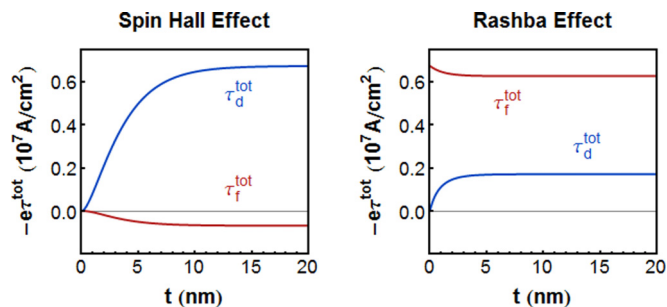 Spin Hall Effect
−eτ^tot (10^7 A/cm^2)
0.6
0.4
0.2
0.0
τ_d^tot
τ_f^tot
0 5 10 15 20
t (nm)
Rashba Effect
−eτ^tot (10^7 A/cm^2)
0.6
0.4
0.2
0.0
τ_f^tot
τ_d^tot
0 5 10 15 20
t (nm)